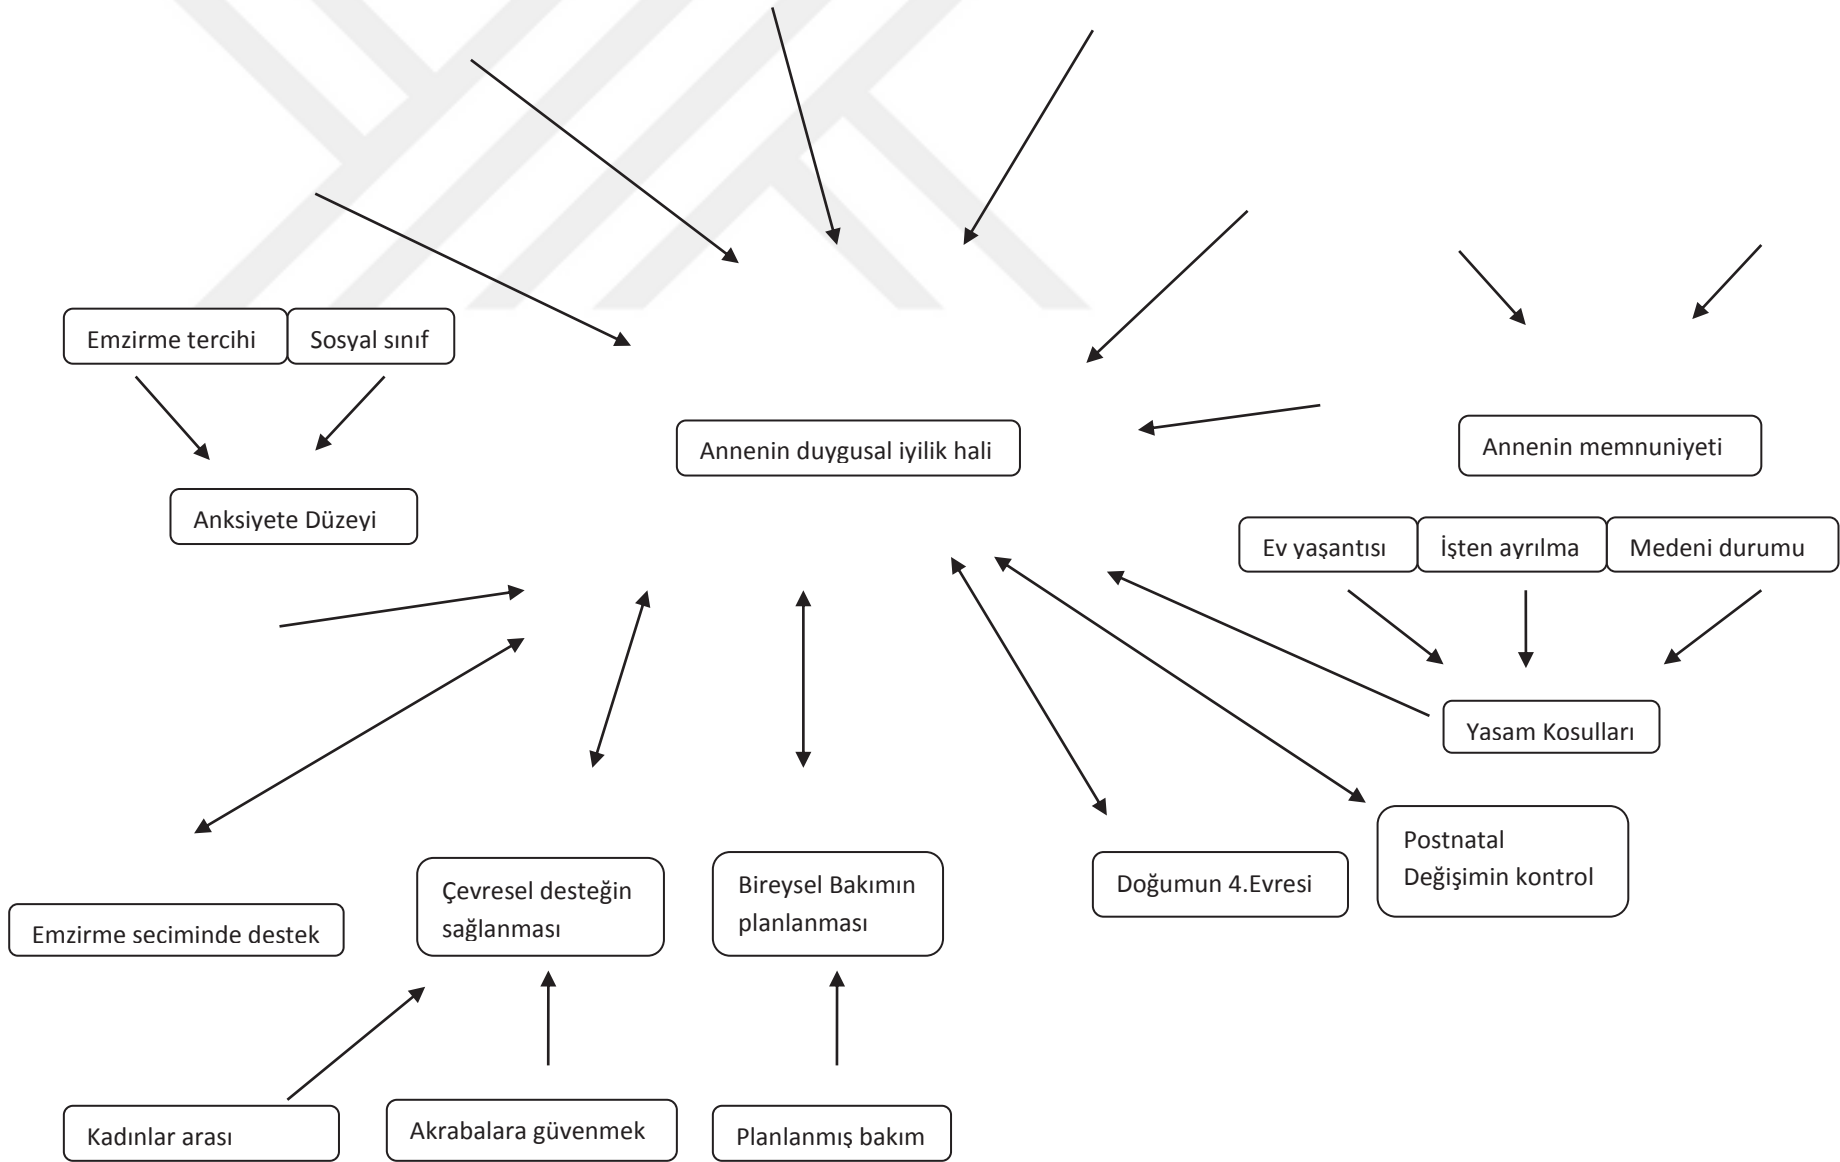 Emzirme tercihi
Sosyal sınıf
Annenin duygusal iyilik hali
Annenin memnuniyeti
Anksiyete Düzeyi
Ev yaşantısı
İşten ayrılma
Medeni durumu
Yasam Kosulları
Postnatal
Değişimin kontrol
Çevresel desteğin
sağlanması
Bireysel Bakımın
planlanması
Doğumun 4.Evresi
Emzirme seciminde destek
Kadınlar arası
Akrabalara güvenmek
Planlanmış bakım